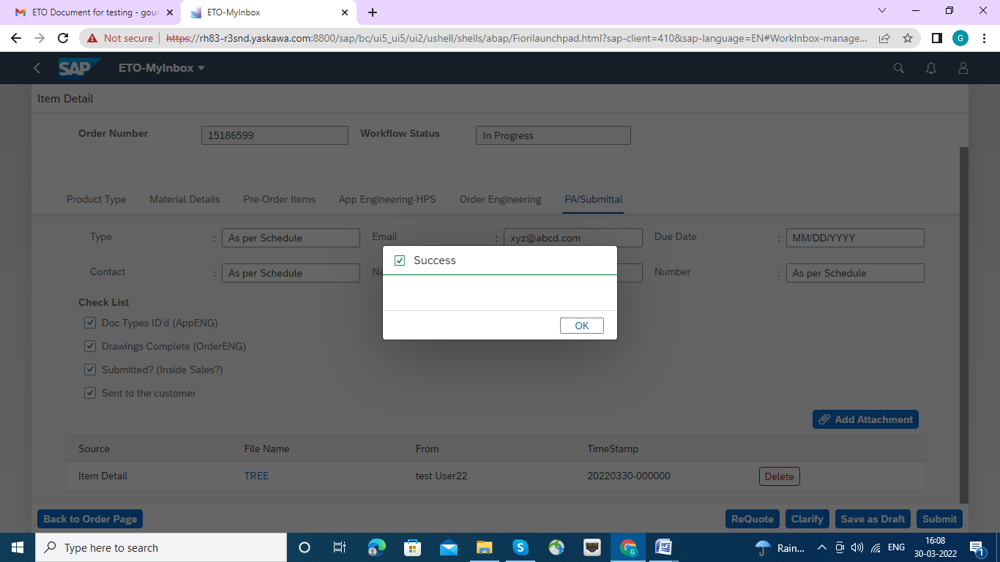 ETO Document for testing - gour
ETO-MyInbox
Not secure | https://rh83-r3snd.yaskawa.com:8800/sap/bc/ui5_ui5/ui2/ushell/shells/abap/Fiorilaunchpad.html?sap-client=410&sap-language=EN#WorkInbox-manage...
G
SAP ETO-MyInbox
Item Detail
Order Number 15186599 Workflow Status In Progress
Product Type Material Details Pre-Order Items App Engineering-HPS Order Engineering PA/Submittal
Type : As per Schedule Email : xyz@abcd.com Due Date : MM/DD/YYYY
Contact : As per Schedule Number : As per Schedule
Success
OK
Check List
Doc Types ID'd (AppENG)
Drawings Complete (OrderENG)
Submitted? (Inside Sales?)
Sent to the customer
Add Attachment
Source File Name From TimeStamp
Item Detail TREE test User22 20220330-000000 Delete
Back to Order Page ReQuote Clarify Save as Draft Submit
Type here to search
Rain... ENG 16:08
30-03-2022
1